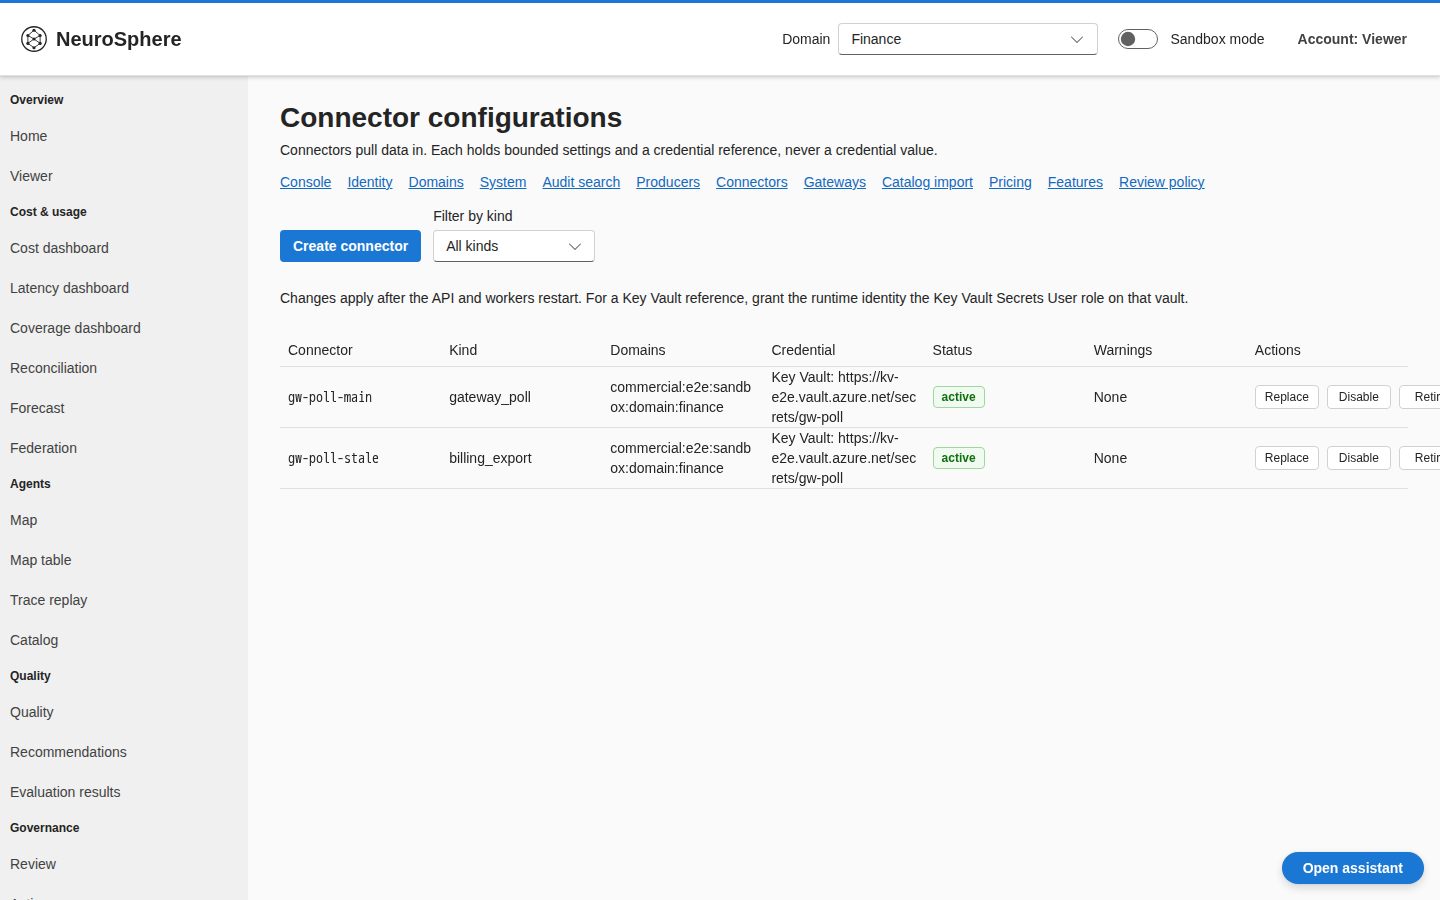 NeuroSphere
Domain
Finance
Sandbox mode
Account: Viewer
Overview
Home
Viewer
Cost & usage
Cost dashboard
Latency dashboard
Coverage dashboard
Reconciliation
Forecast
Federation
Agents
Map
Map table
Trace replay
Catalog
Quality
Quality
Recommendations
Evaluation results
Governance
Review
Connector configurations
Connectors pull data in. Each holds bounded settings and a credential reference, never a credential value.
Console Identity Domains System Audit search Producers Connectors Gateways Catalog import Pricing Features Review policy
Filter by kind
Create connector
All kinds
Changes apply after the API and workers restart. For a Key Vault reference, grant the runtime identity the Key Vault Secrets User role on that vault.
Connector Kind Domains Credential Status Warnings Actions
gw-poll-main
gateway_poll
commercial:e2e:sandb
ox:domain:finance
Key Vault: https://kv-
e2e.vault.azure.net/sec
rets/gw-poll
active
None
Replace Disable
gw-poll-stale
billing_export
commercial:e2e:sandb
ox:domain:finance
Key Vault: https://kv-
e2e.vault.azure.net/sec
rets/gw-poll
active
None
Replace Disable
Open assistant